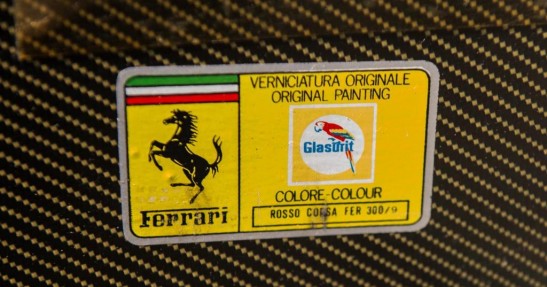 VERNICIATURA ORIGINALE
ORIGINAL PAINTING
Glasurit
Ferrari
COLORE-COLOUR
ROSSO CORSA FER 300/9